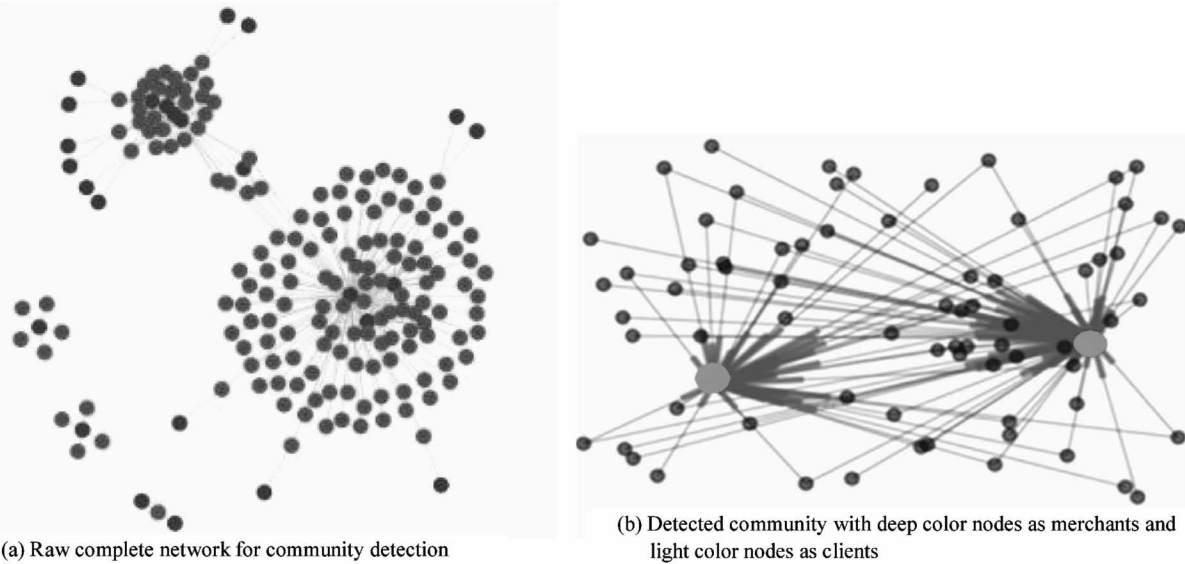 (a) Raw complete network for community detection
(b) Detected community with deep color nodes as merchants and
light color nodes as clients